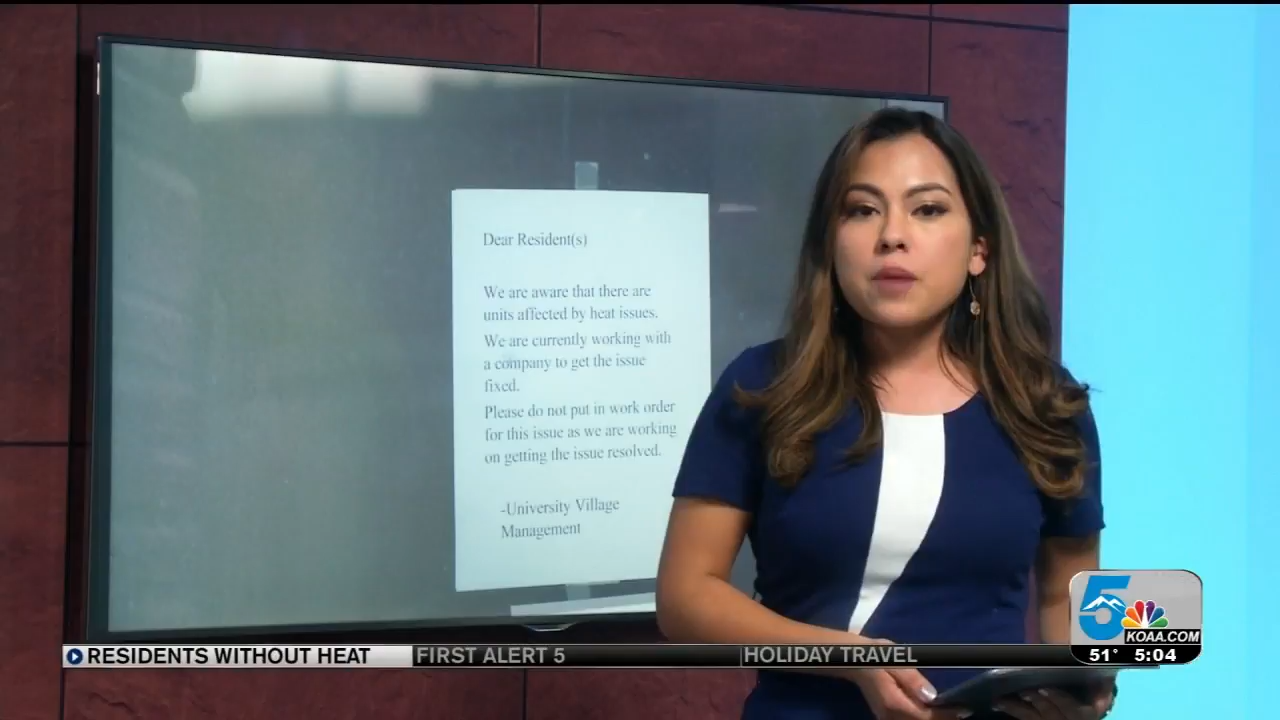 Dear Resident(s)
We are aware that there are
units affected by heat issues.
We are currently working with
a company to get the issue
fixed.
Please do not put in work order
for this issue as we are working
on getting the issue resolved.
-University Village
Management
5
KOAA.COM
51° 5:04
RESIDENTS WITHOUT HEAT
FIRST ALERT 5
HOLIDAY TRAVEL